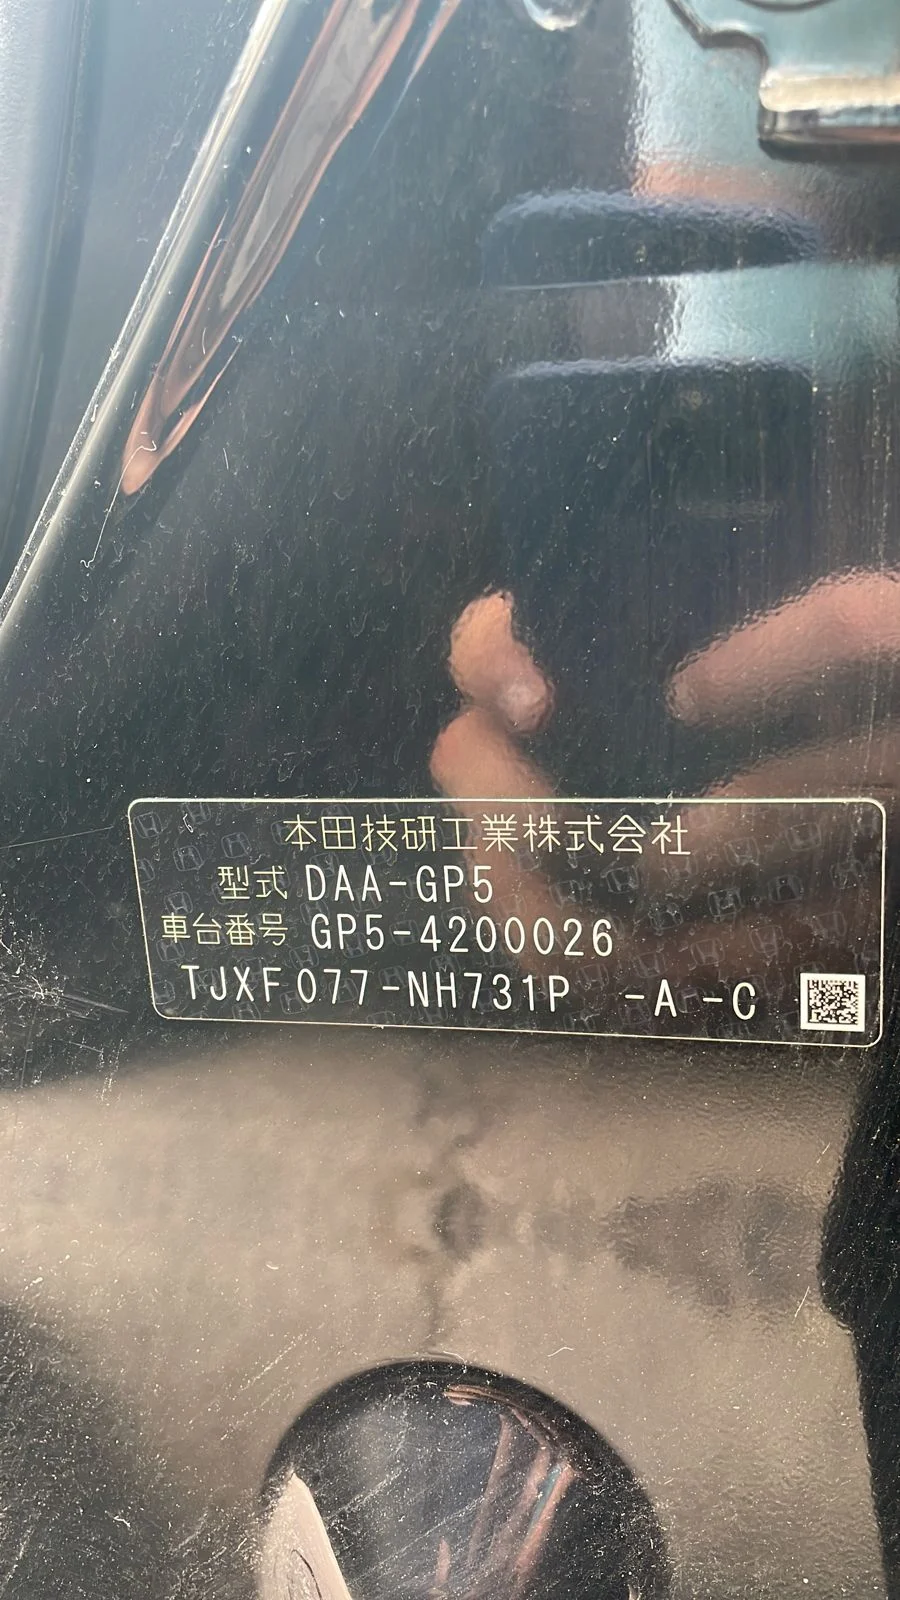 本田技研工業株式会社
型式 DAA-GP5
車台番号 GP5-4200026
TJXF077-NH731P -A -C